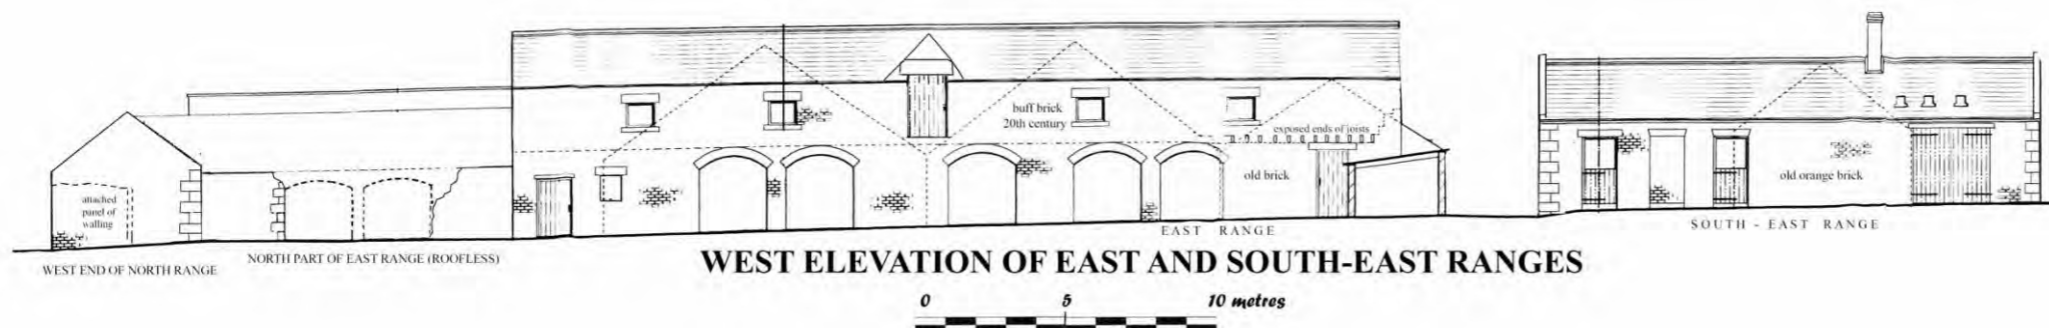 buff brick
20th century
exposed ends of joists
attached
panel of
walling
old brick
old orange brick
EAST RANGE
SOUTH - EAST RANGE
WEST END OF NORTH RANGE
NORTH PART OF EAST RANGE (ROOFLESS)
WEST ELEVATION OF EAST AND SOUTH-EAST RANGES
0 5 10 metres